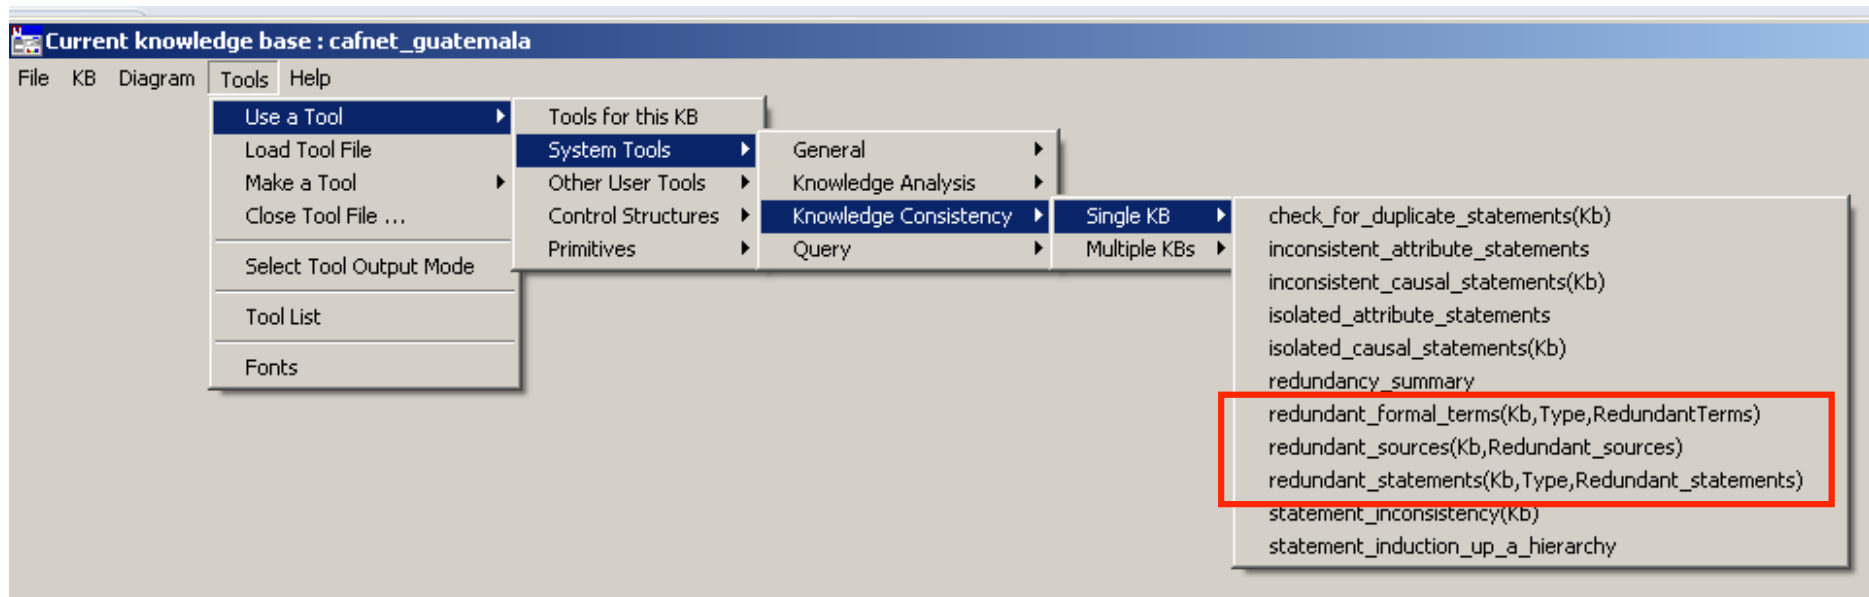 Current knowledge base : cafnet_guatemala
File KB Diagram Tools Help
Use a Tool
Load Tool File
Make a Tool
Close Tool File ...
Select Tool Output Mode
Tool List
Fonts
Tools for this KB
System Tools
Other User Tools
Control Structures
Primitives
General
Knowledge Analysis
Knowledge Consistency
Query
Single KB
Multiple KBs
check_for_duplicate_statements(Kb)
inconsistent_attribute_statements
inconsistent_causal_statements(Kb)
isolated_attribute_statements
isolated_causal_statements(Kb)
redundancy_summary
redundant_formal_terms(Kb,Type,RedundantTerms)
redundant_sources(Kb,Redundant_sources)
redundant_statements(Kb,Type,Redundant_statements)
statement_inconsistency(Kb)
statement_induction_up_a_hierarchy